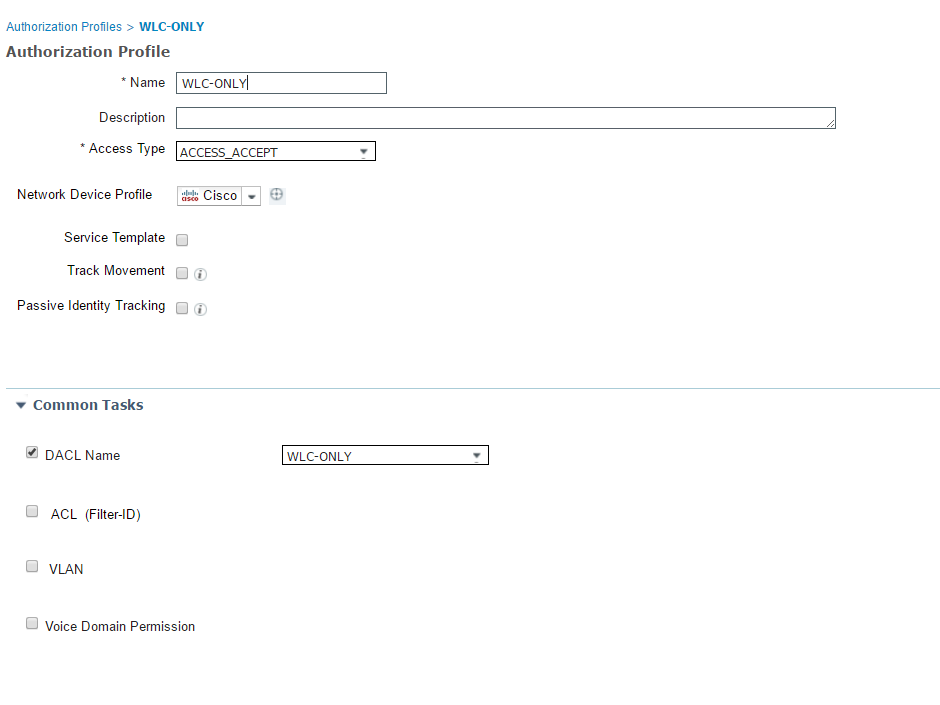 Authorization Profiles > WLC-ONLY
Authorization Profile
* Name WLC-ONLY
Description
* Access Type ACCESS_ACCEPT
Network Device Profile cisco Cisco
Service Template
Track Movement i
Passive Identity Tracking i
Common Tasks
DACL Name WLC-ONLY
ACL (Filter-ID)
VLAN
Voice Domain Permission